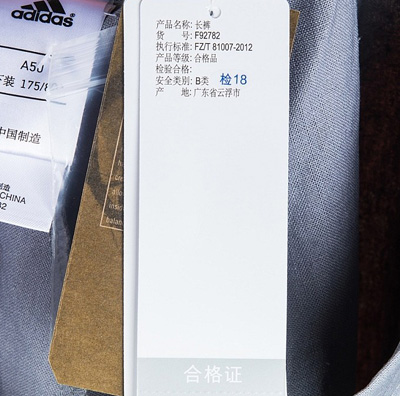 adidas
A5J
下装 175/
中国制造
CHINA
产品名称: 长裤
货 号: F92782
执行标准: FZ/T 81007-2012
产品等级: 合格品
检验合格:
安全类别: B类 检18
产 地: 广东省云浮市
合格证